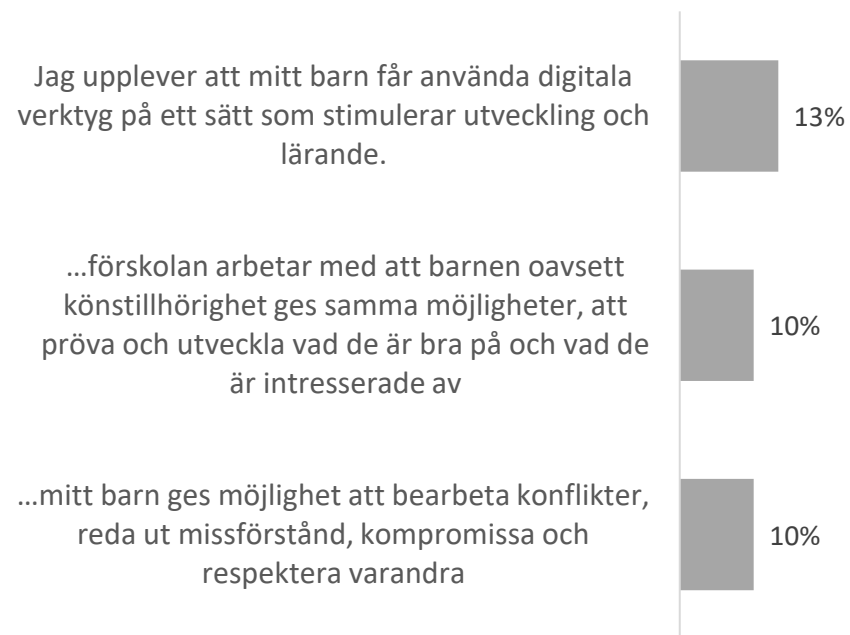 Jag upplever att mitt barn får använda digitala
verktyg på ett sätt som stimulerar utveckling och
lärande.
13%
...förskolan arbetar med att barnen oavsett
könstillhörighet ges samma möjligheter, att
pröva och utveckla vad de är bra på och vad de
är intresserade av
10%
...mitt barn ges möjlighet att bearbeta konflikter,
reda ut missförstånd, kompromissa och
respektera varandra
10%